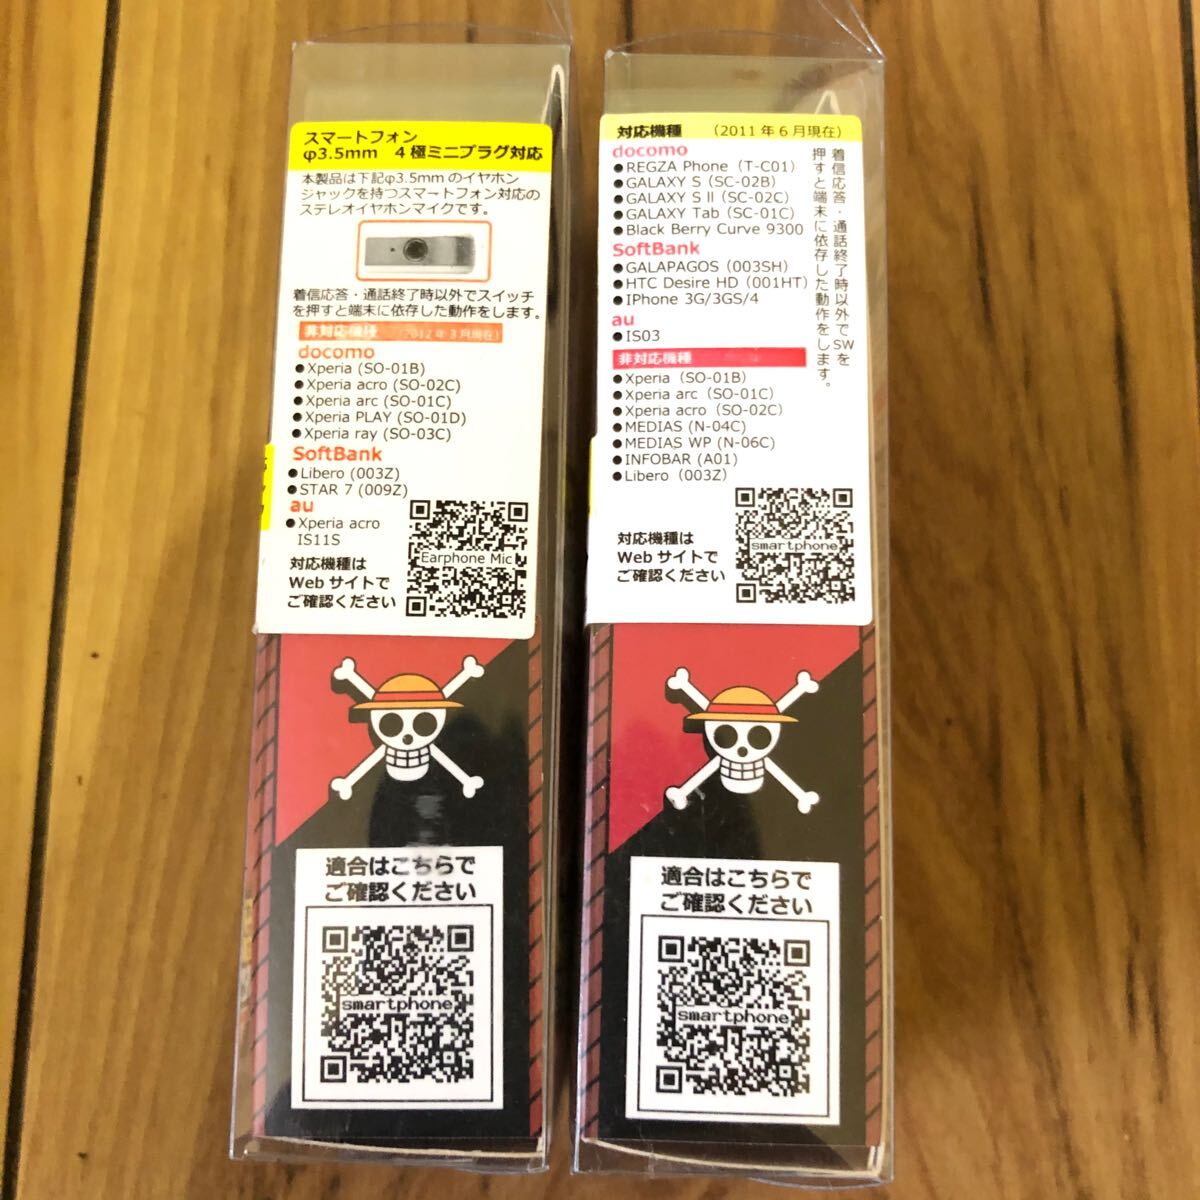 スマートフォン
φ3.5mm 4極ミニプラグ対応
本製品は下記φ3.5mmのイヤホン
ジャックを持つスマートフォン対応の
ステレオイヤホンマイクです。
着信応答・通話終了時以外でスイッチ
を押すと端末に依存した動作をします。
非対応機種 (2012年3月現在)
docomo
●Xperia (SO-01B)
●Xperia acro (SO-02C)
●Xperia arc (SO-01C)
●Xperia PLAY (SO-01D)
●Xperia ray (SO-03C)
SoftBank
●Libero (003Z)
●STAR 7 (009Z)
au
●Xperia acro
IS11S
対応機種は
Webサイトで
ご確認ください
Earphone Mic
適合はこちらで
ご確認ください
smartphone
対応機種 (2011年6月現在)
docomo
●REGZA Phone (T-C01)
●GALAXY S (SC-02B)
●GALAXY S II (SC-02C)
●GALAXY Tab (SC-01C)
●Black Berry Curve 9300
SoftBank
●GALAPAGOS (003SH)
●HTC Desire HD (001HT)
●IPhone 3G/3GS/4
au
●IS03
着信応答・通話終了時以外でSWを
押すと端末に依存した動作をします。
非対応機種
●Xperia (SO-01B)
●Xperia arc (SO-01C)
●Xperia acro (SO-02C)
●MEDIAS (N-04C)
●MEDIAS WP (N-06C)
●INFOBAR (A01)
●Libero (003Z)
対応機種は
Webサイトで
ご確認ください
smartphone
適合はこちらで
ご確認ください
smartphone